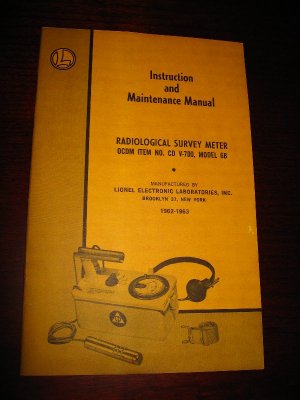 L
Instruction
and
Maintenance Manual
RADIOLOGICAL SURVEY METER
OCDM ITEM NO. CD V-700, MODEL 6B
MANUFACTURED BY
LIONEL ELECTRONIC LABORATORIES, INC.
BROOKLYN 37, NEW YORK
1962-1963